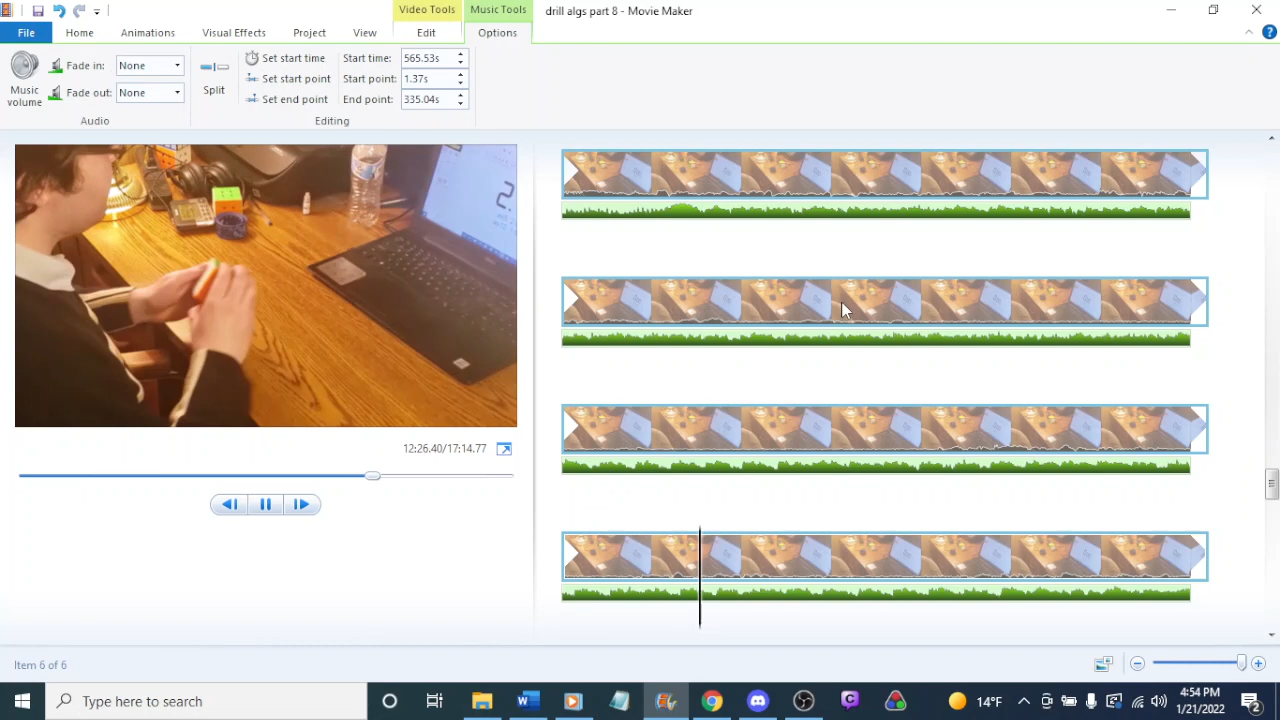 Video Tools
Music Tools
drill algs part 8 - Movie Maker
File
Home
Animations
Visual Effects
Project
View
Edit
Options
Music volume
Fade in:
None
Fade out:
None
Audio
Split
Set start time
Start time:
565.53s
Set start point
Start point:
1.37s
Set end point
End point:
335.04s
Editing
12:26.40/17:14.77
Item 6 of 6
Type here to search
14°F
4:54 PM
1/21/2022
2